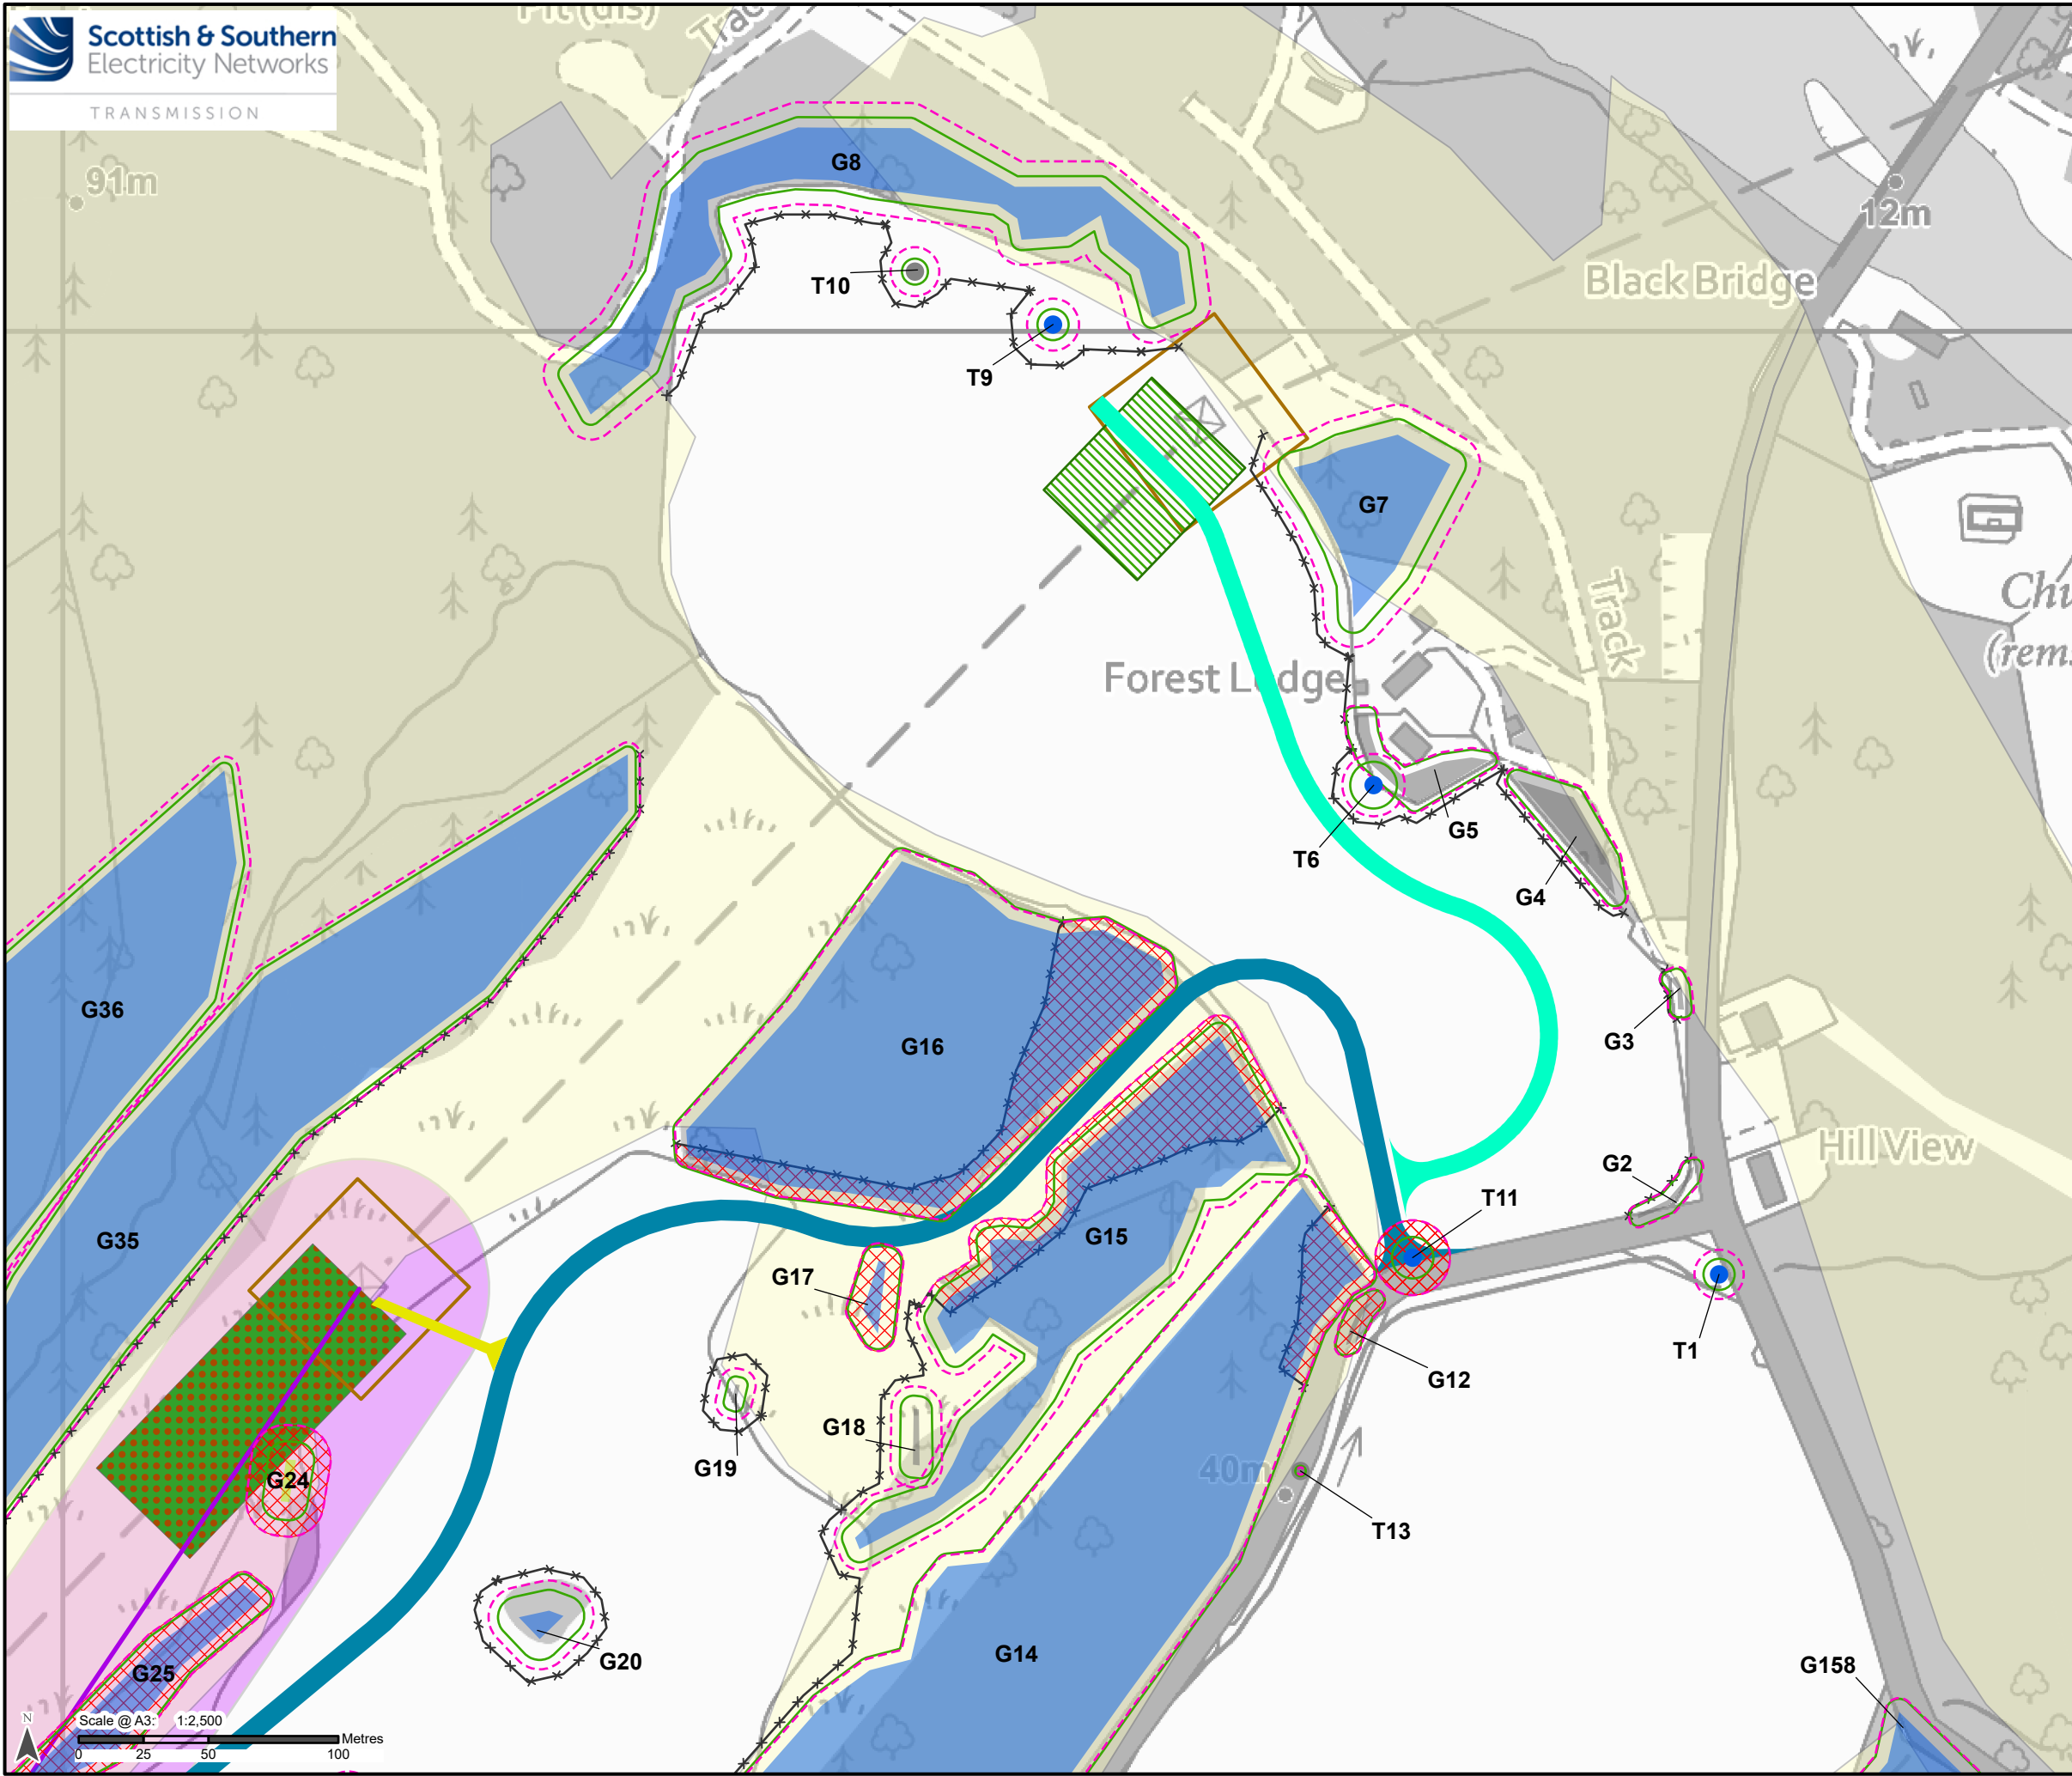 Scottish & Southern
Electricity Networks
TRANSMISSION
Pit (dis)
91m
G8
12m
T10
Black Bridge
T9
G7
Track
Forest Lodge
G5
T6
G4
G36
G3
G16
Hill View
G2
T11
G35
G15
G17
T1
G12
G18
G19
40m
G24
T13
G20
G14
G25
G158
N
Scale @ A3: 1:2,500
Metres
0 25 50 100